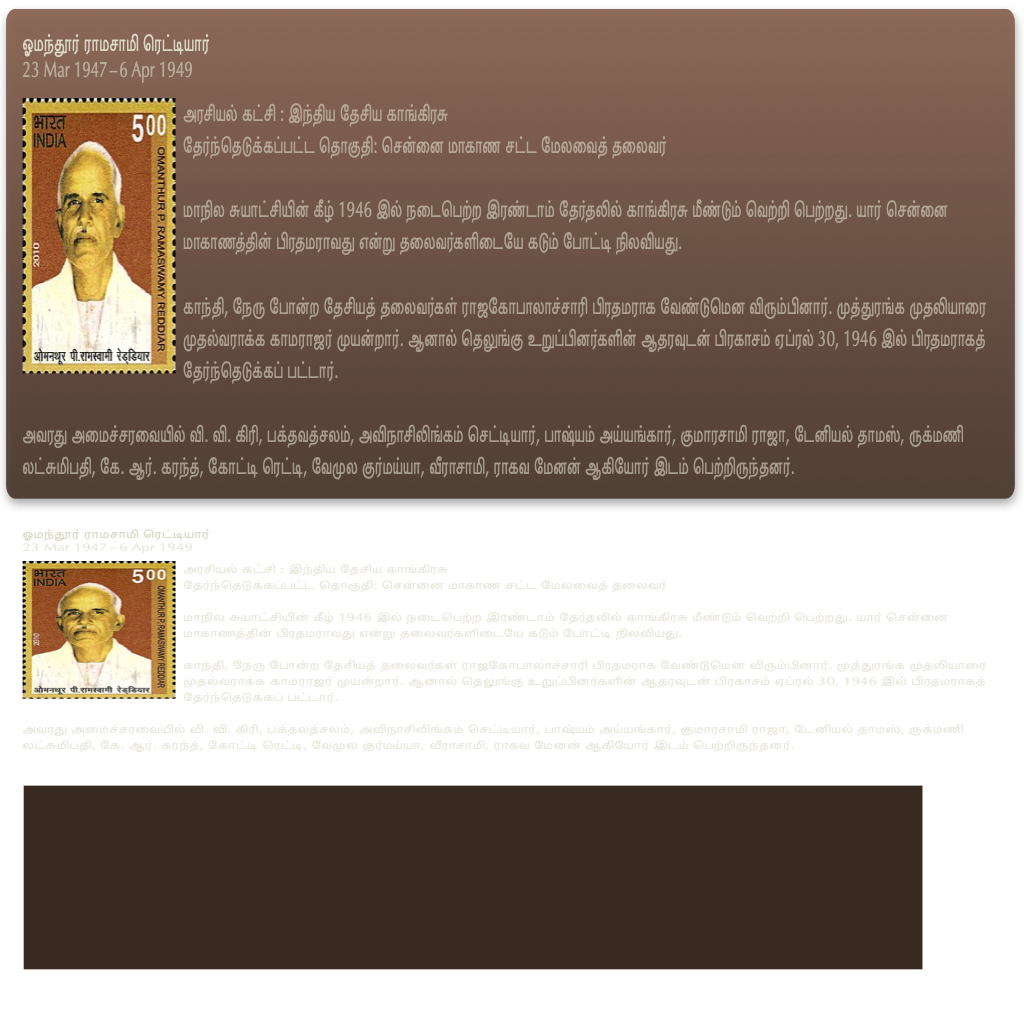 ஓமந்தூர் ராமசாமி ரெட்டியார்
23 Mar 1947–6 Apr 1949
भारत
INDIA
5 00
OMANTHUR P. RAMASWAMY REDDIAR
2010
ओमनथूर पी.रामस्वामी रेड्डियार
அரசியல் கட்சி : இந்திய தேசிய காங்கிரசு
தேர்ந்தெடுக்கப்பட்ட தொகுதி: சென்னை மாகாண சட்ட மேலவைத் தலைவர்
மாநில சுயாட்சியின் கீழ் 1946 இல் நடைபெற்ற இரண்டாம் தேர்தலில் காங்கிரசு மீண்டும் வெற்றி பெற்றது. யார் சென்னை
மாகாணத்தின் பிரதமராவது என்று தலைவர்களிடையே கடும் போட்டி நிலவியது.
காந்தி, நேரு போன்ற தேசியத் தலைவர்கள் ராஜகோபாலாச்சாரி பிரதமராக வேண்டுமென விரும்பினார். முத்துரங்க முதலியாரை
முதல்வராக்க காமராஜர் முயன்றார். ஆனால் தெலுங்கு உறுப்பினர்களின் ஆதரவுடன் பிரகாசம் ஏப்ரல் 30, 1946 இல் பிரதமராகத்
தேர்ந்தெடுக்கப் பட்டார்.
அவரது அமைச்சரவையில் வி. வி. கிரி, பக்தவத்சலம், அவிநாசிலிங்கம் செட்டியார், பாஷ்யம் அய்யங்கார், குமாரசாமி ராஜா, டேனியல் தாமஸ், ருக்மணி
லட்சுமிபதி, கே. ஆர். கரந்த், கோட்டி ரெட்டி, வேமுல குர்மய்யா, வீராசாமி, ராகவ மேனன் ஆகியோர் இடம் பெற்றிருந்தனர்.
ஓமந்தூர் ராமசாமி ரெட்டியார்
23 Mar 1947–6 Apr 1949
भारत
INDIA
5 00
OMANTHUR P. RAMASWAMY REDDIAR
2010
ओमनथूर पी.रामस्वामी रेड्डियार
அரசியல் கட்சி : இந்திய தேசிய காங்கிரசு
தேர்ந்தெடுக்கப்பட்ட தொகுதி: சென்னை மாகாண சட்ட மேலவைத் தலைவர்
மாநில சுயாட்சியின் கீழ் 1946 இல் நடைபெற்ற இரண்டாம் தேர்தலில் காங்கிரசு மீண்டும் வெற்றி பெற்றது. யார் சென்னை
மாகாணத்தின் பிரதமராவது என்று தலைவர்களிடையே கடும் போட்டி நிலவியது.
காந்தி, நேரு போன்ற தேசியத் தலைவர்கள் ராஜகோபாலாச்சாரி பிரதமராக வேண்டுமென விரும்பினார். முத்துரங்க முதலியாரை
முதல்வராக்க காமராஜர் முயன்றார். ஆனால் தெலுங்கு உறுப்பினர்களின் ஆதரவுடன் பிரகாசம் ஏப்ரல் 30, 1946 இல் பிரதமராகத்
தேர்ந்தெடுக்கப் பட்டார்.
அவரது அமைச்சரவையில் வி. வி. கிரி, பக்தவத்சலம், அவிநாசிலிங்கம் செட்டியார், பாஷ்யம் அய்யங்கார், குமாரசாமி ராஜா, டேனியல் தாமஸ், ருக்மணி
லட்சுமிபதி, கே. ஆர். கரந்த், கோட்டி ரெட்டி, வேமுல குர்மய்யா, வீராசாமி, ராகவ மேனன் ஆகியோர் இடம் பெற்றிருந்தனர்.